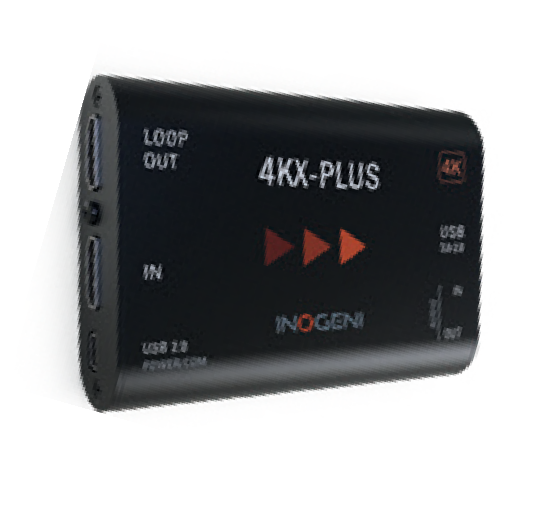 LOOP
OUT
4KX-PLUS
4K
USB
IN
IN
INOGENI
OUT
USB 2.0
POWER/COM